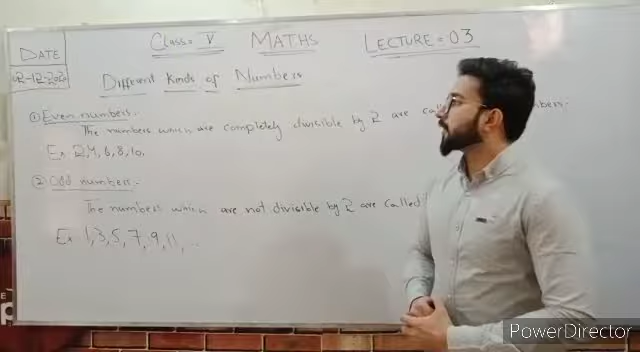 Class = V MATHS LECTURE = 03
DATE
Different Kinds of Numbers
① Even numbers:-
The numbers which are completely divisible by 2 are
Ex. 2,4,6,8,10,
② Odd numbers:-
The numbers which are not divisible by 2 are called
Ex 1,3,5,7,9,11, ..
PowerDirector